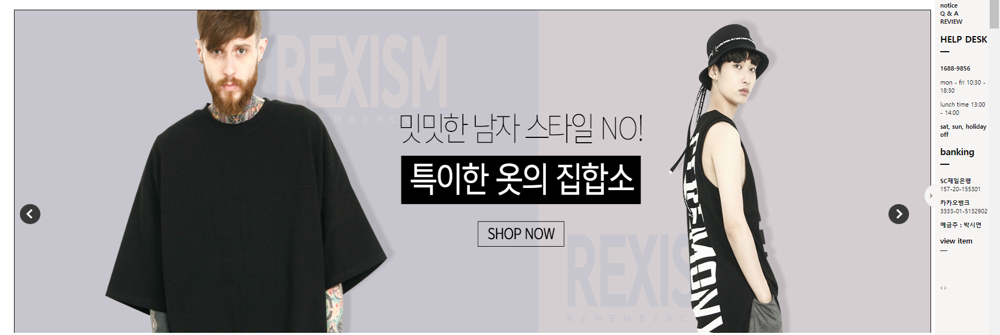 REXISM
밋밋한 남자 스타일 NO!
특이한 옷의 집합소
SHOP NOW
REXIS
REMEMBERC
notice
Q & A
REVIEW
HELP DESK
1688-9856
mon - fri 10:30 -
18:30
lunch time 13:00
- 14:00
sat, sun, holiday
off
banking
SC제일은행
157-20-155301
카카오뱅크
3333-01-5132902
예금주 : 박시연
view item